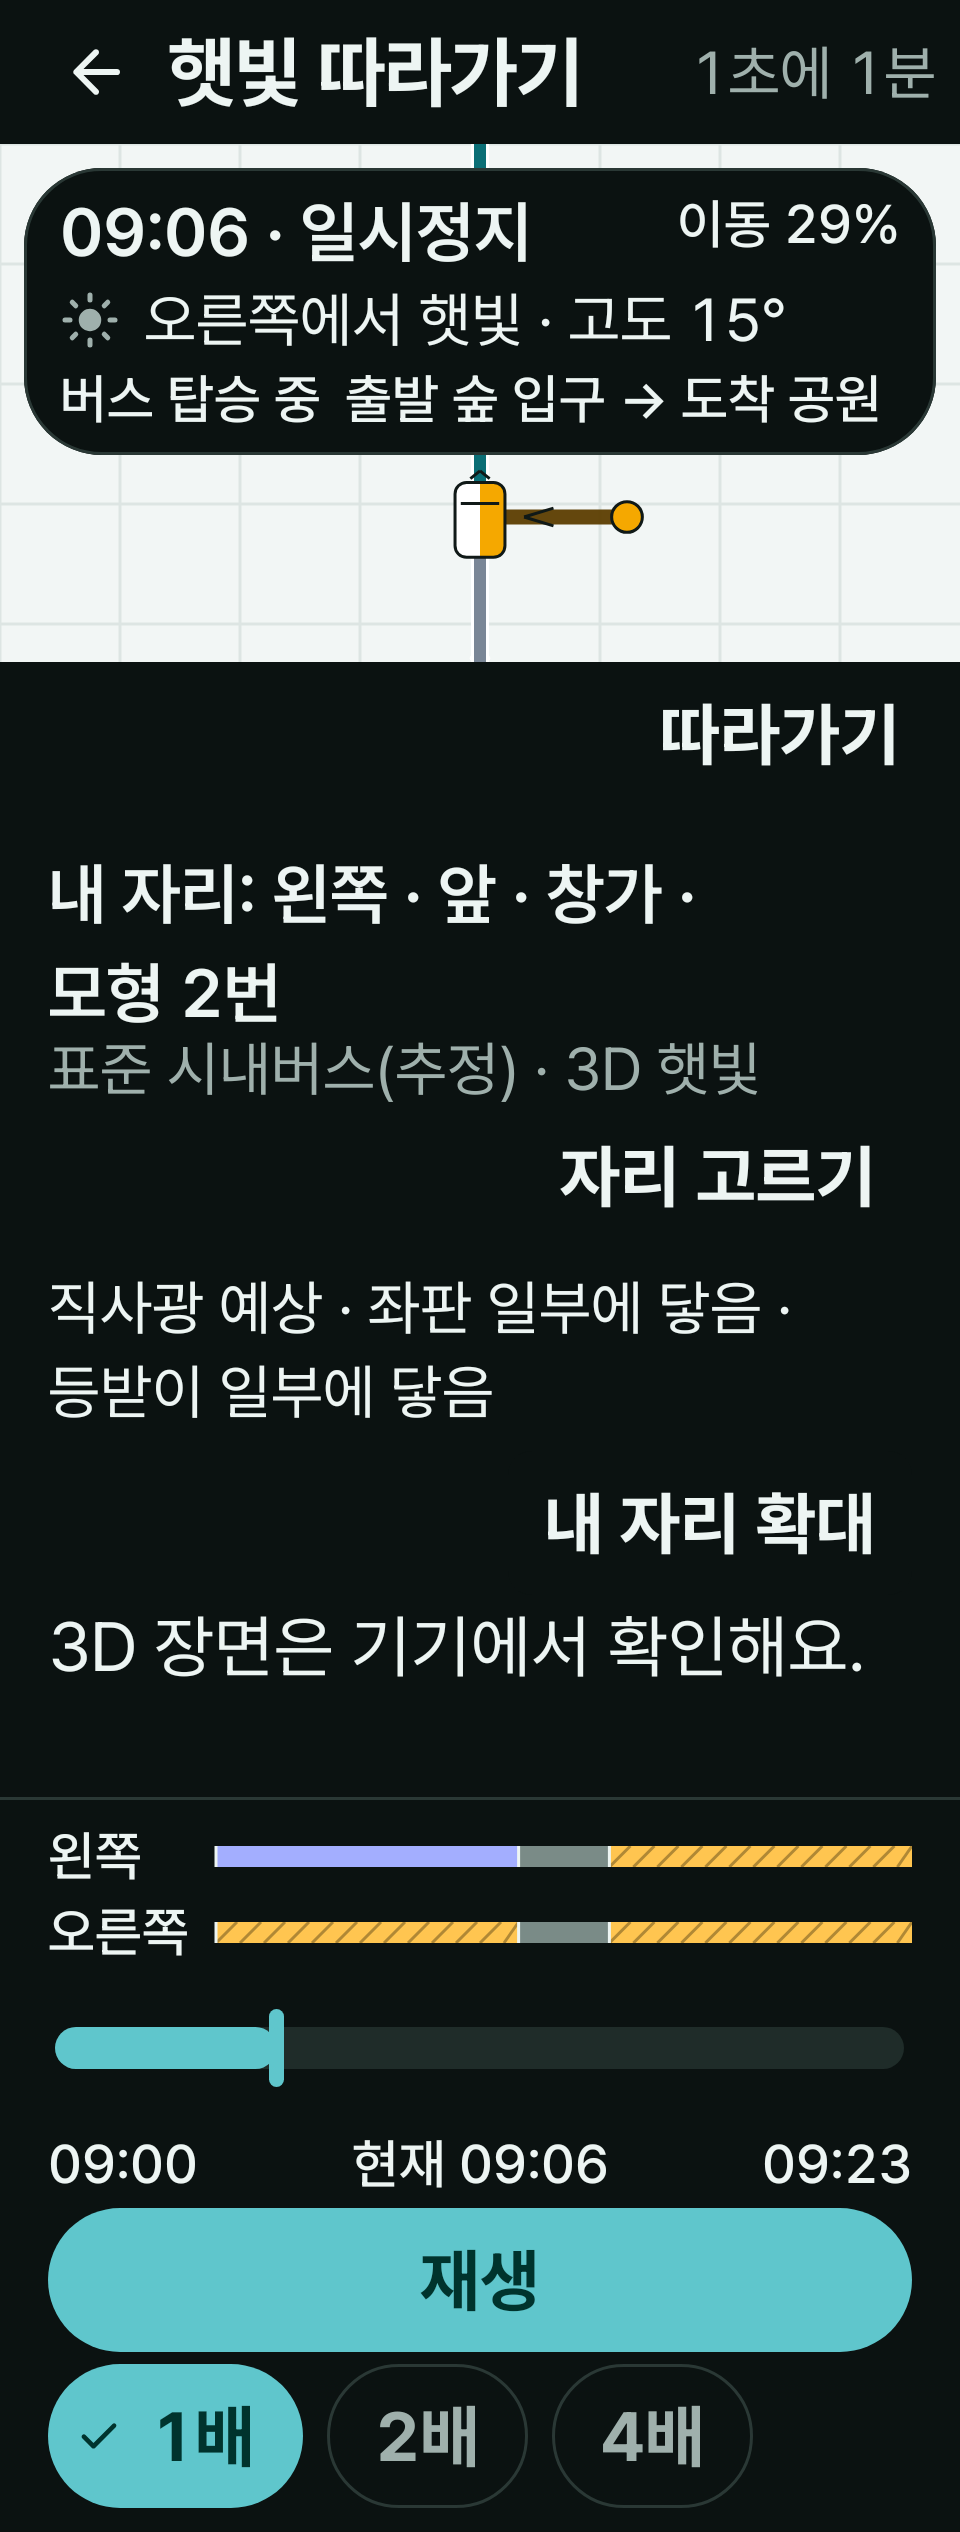 햇빛 따라가기
1초에 1분
09:06 · 일시정지
이동 29%
오른쪽에서 햇빛 · 고도 15°
버스 탑승 중 출발 숲 입구 → 도착 공원
따라가기
내 자리: 왼쪽 · 앞 · 창가 ·
모형 2번
표준 시내버스(추정) · 3D 햇빛
자리 고르기
직사광 예상 · 좌판 일부에 닿음 ·
등받이 일부에 닿음
내 자리 확대
3D 장면은 기기에서 확인해요.
왼쪽
오른쪽
09:00
현재 09:06
09:23
재생
1배
2배
4배